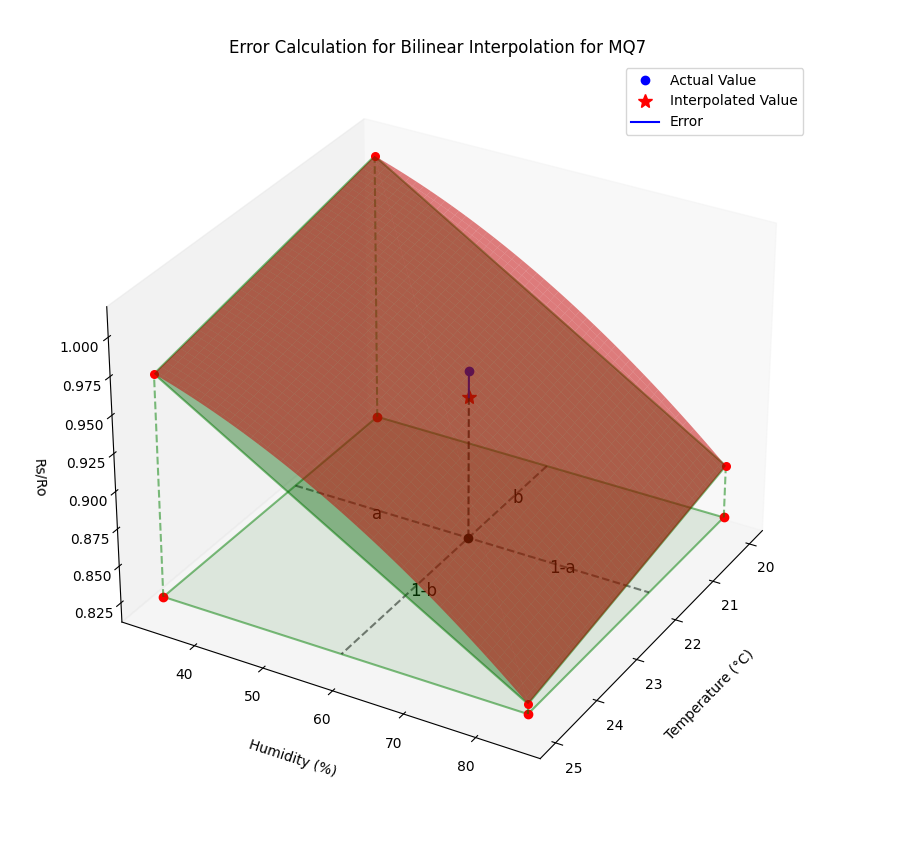 Error Calculation for Bilinear Interpolation for MQ7
Actual Value
Interpolated Value
Error
1.000
0.975
0.950
0.925
0.900
0.875
0.850
0.825
Rs/Ro
a
b
1-a
1-b
40
50
60
70
80
Humidity (%)
20
21
22
23
24
25
Temperature (°C)